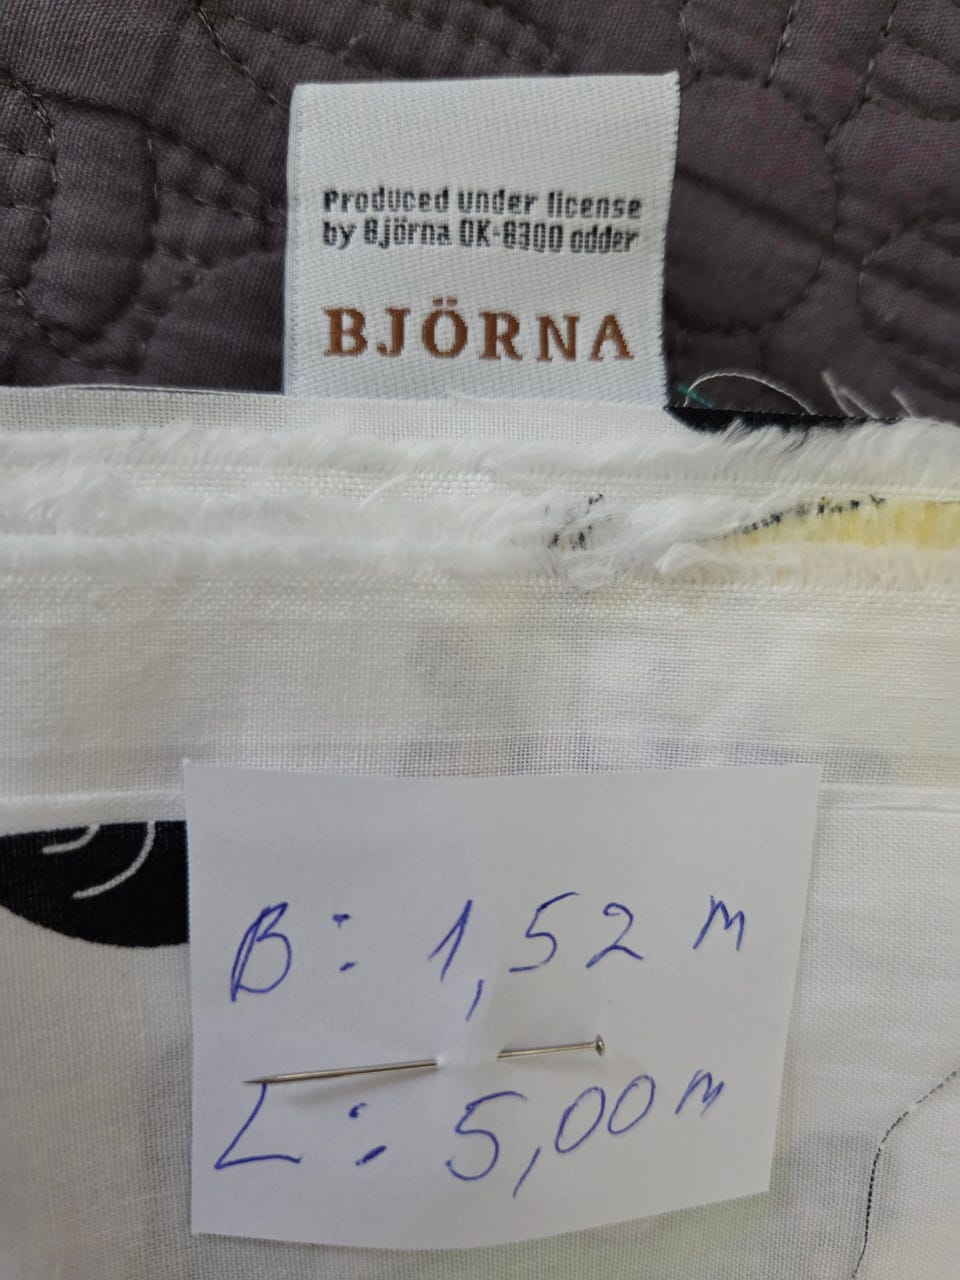 Produced under license
by Björna DK-8300 odder
BJÖRNA
B: 1,52 m
L: 5,00 m